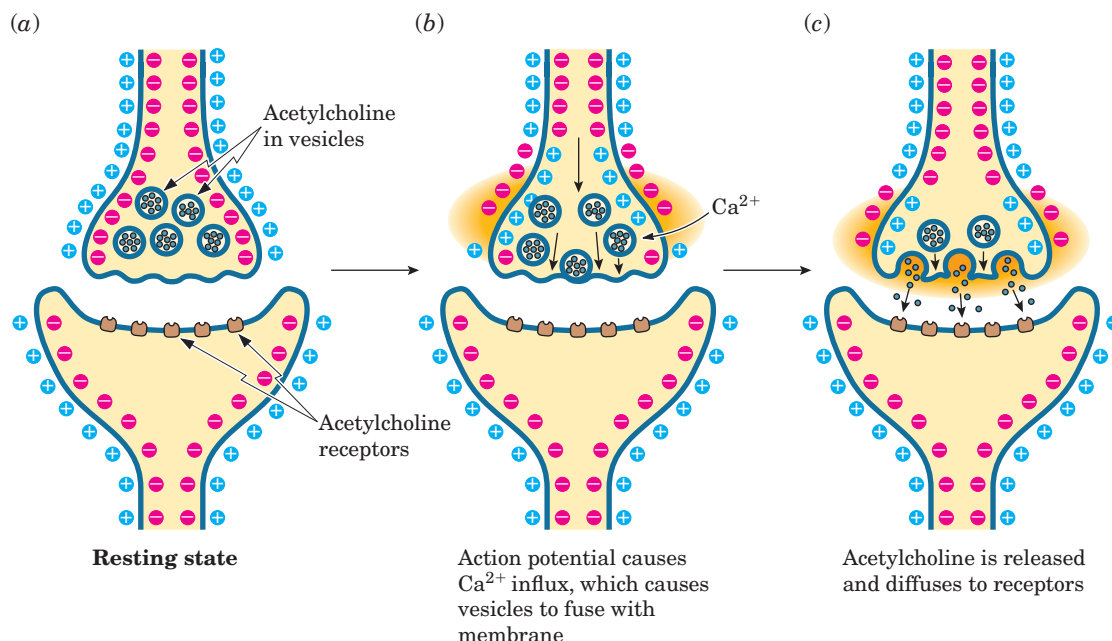 (a)
Acetylcholine
in vesicles
Acetylcholine
receptors
Resting state
(b)
Ca²⁺
Action potential causes
Ca²⁺ influx, which causes
vesicles to fuse with
membrane
(c)
Acetylcholine is released
and diffuses to receptors